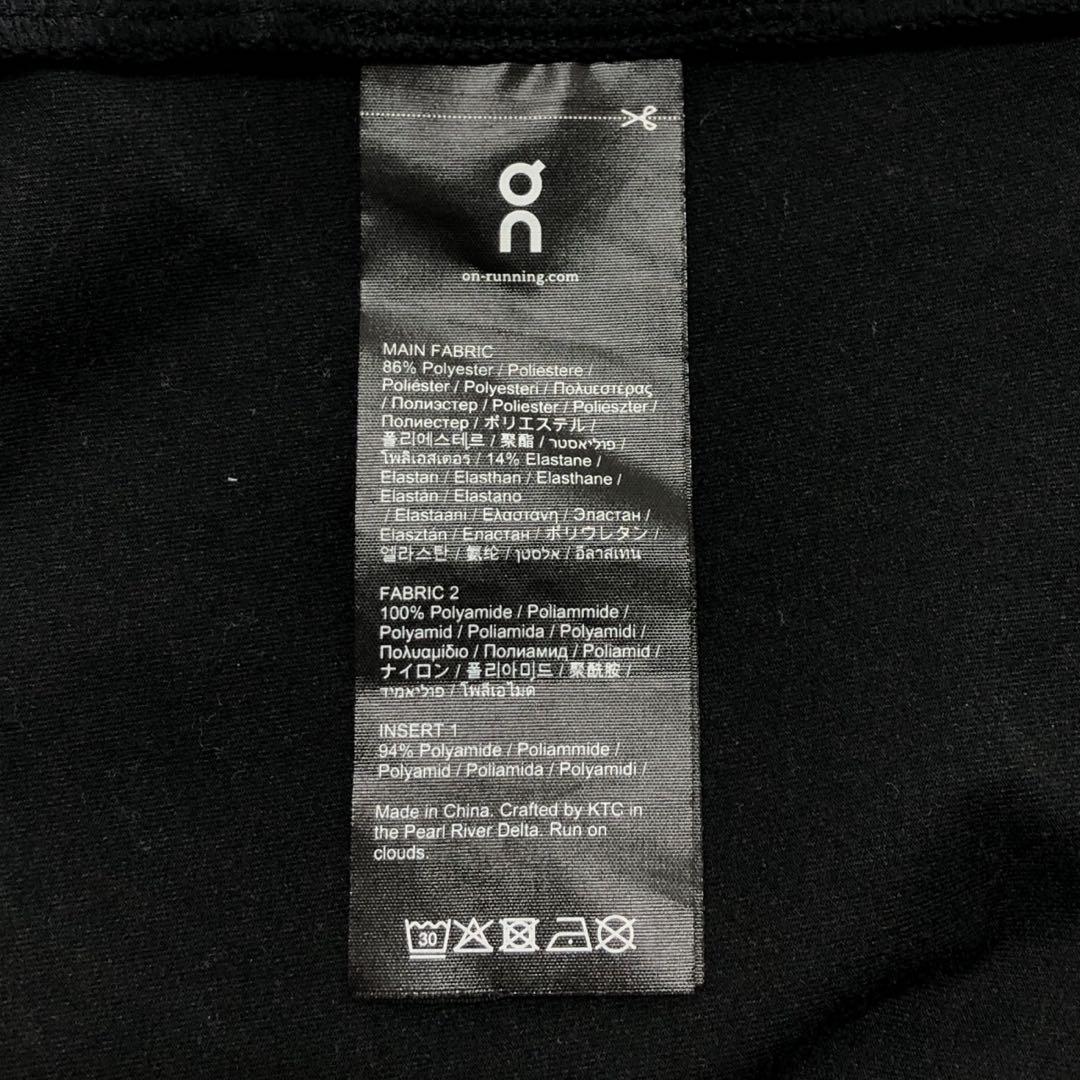 on
on-running.com
MAIN FABRIC
86% Polyester / Poliestere /
Poliéster / Polyesteri / Πολυεστερας
/ Полиэстер / Poliester / Polieszter /
Полиестер / ポリエステル /
폴리에스테르 / 聚酯 / פוליאסטר /
โพลีเอสเตอร์ / 14% Elastane /
Elastan / Elasthan / Elasthane /
Elastán / Elastano
/ Elastaani / Ελαστανη / Эластан /
Elasztán / Еластан / ポリウレタン /
엘라스탄 / 氨纶 / אלסטן / อีลาสเทน
FABRIC 2
100% Polyamide / Poliammide /
Polyamid / Poliamida / Polyamidi /
Πολυαμίδιο / Полиамид / Poliamid /
ナイロン / 폴리아미드 / 聚酰胺 /
פוליאמיד / โพลีเอไมด
INSERT 1
94% Polyamide / Poliammide /
Polyamid / Poliamida / Polyamidi /
Made in China. Crafted by KTC in
the Pearl River Delta. Run on
clouds.
30